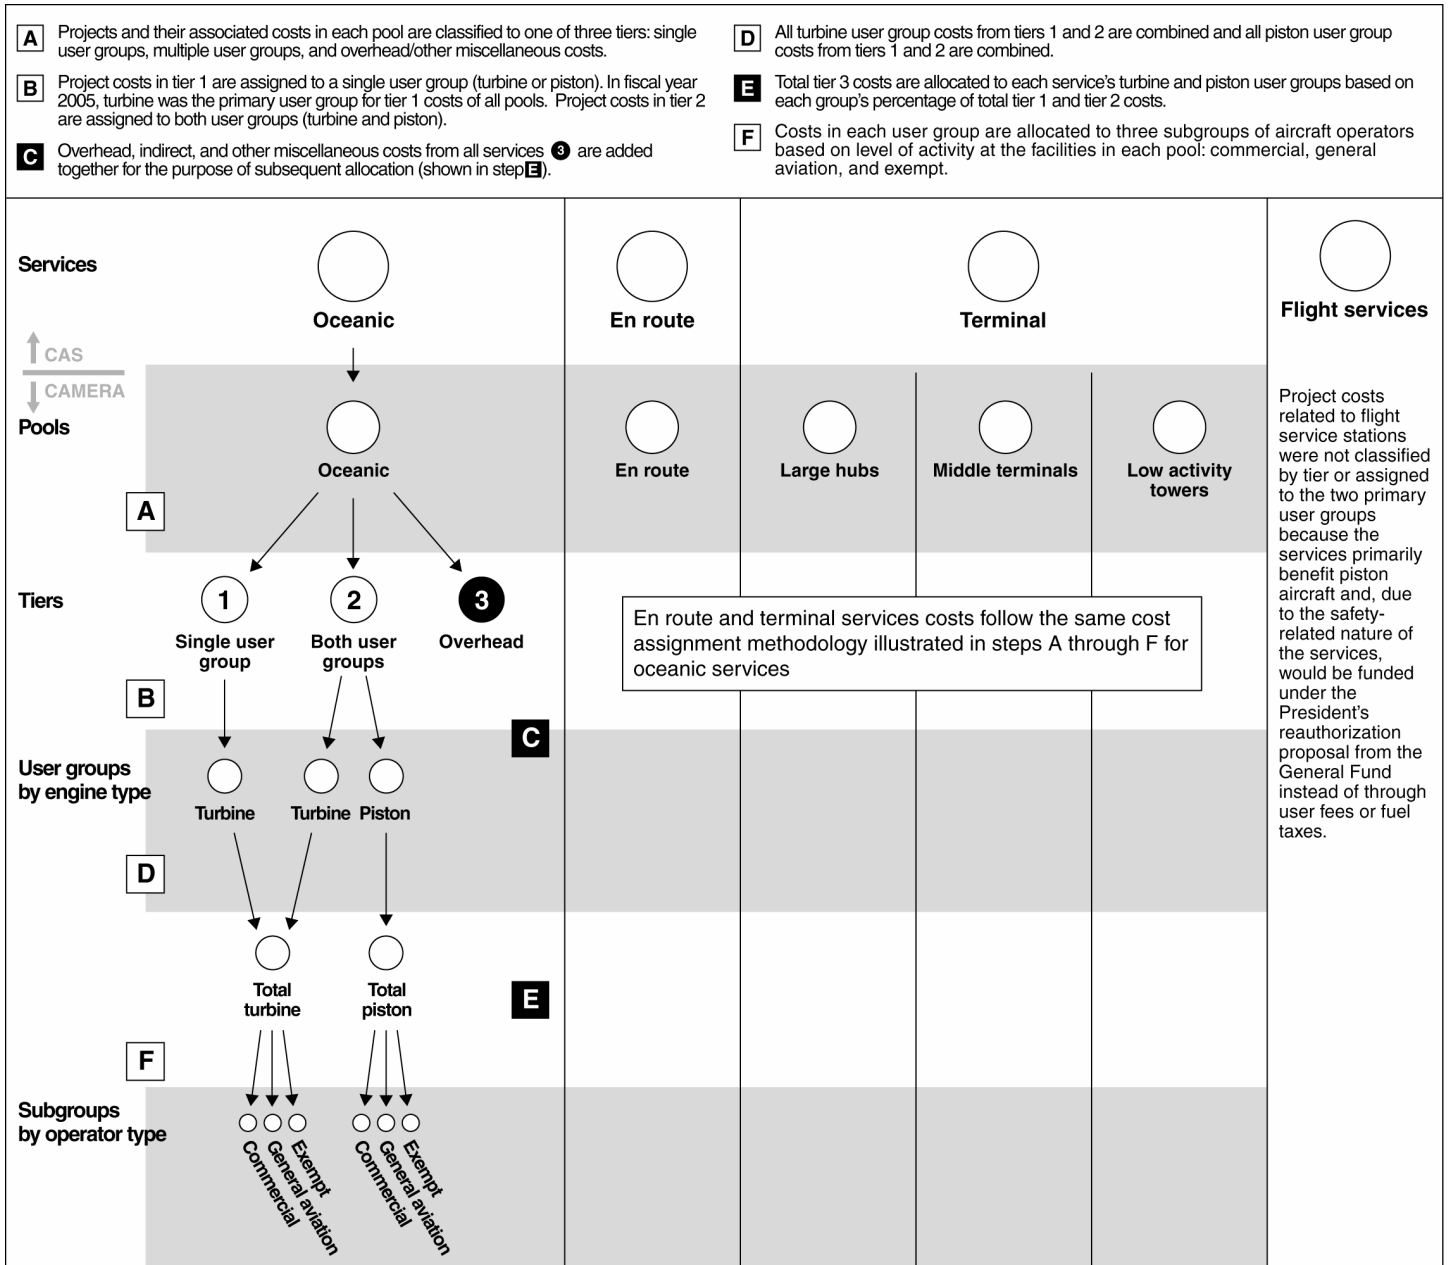 A
Projects and their associated costs in each pool are classified to one of three tiers: single
user groups, multiple user groups, and overhead/other miscellaneous costs.
B
Project costs in tier 1 are assigned to a single user group (turbine or piston). In fiscal year
2005, turbine was the primary user group for tier 1 costs of all pools. Project costs in tier 2
are assigned to both user groups (turbine and piston).
C
Overhead, indirect, and other miscellaneous costs from all services 3 are added
together for the purpose of subsequent allocation (shown in step E).
D
All turbine user group costs from tiers 1 and 2 are combined and all piston user group
costs from tiers 1 and 2 are combined.
E
Total tier 3 costs are allocated to each service's turbine and piston user groups based on
each group's percentage of total tier 1 and tier 2 costs.
F
Costs in each user group are allocated to three subgroups of aircraft operators
based on level of activity at the facilities in each pool: commercial, general
aviation, and exempt.
Services
Oceanic
En route
Terminal
Flight services
CAS
CAMERA
Pools
Oceanic
En route
Large hubs
Middle terminals
Low activity
towers
A
Tiers
1
2
3
Single user
group
Both user
groups
Overhead
En route and terminal services costs follow the same cost
assignment methodology illustrated in steps A through F for
oceanic services
B
C
User groups
by engine type
Turbine
Turbine
Piston
D
Total
turbine
Total
piston
E
F
Subgroups
by operator type
Commercial
General aviation
Exempt
Commercial
General aviation
Exempt
Project costs
related to flight
service stations
were not classified
by tier or assigned
to the two primary
user groups
because the
services primarily
benefit piston
aircraft and, due
to the safety-
related nature of
the services,
would be funded
under the
President's
reauthorization
proposal from the
General Fund
instead of through
user fees or fuel
taxes.